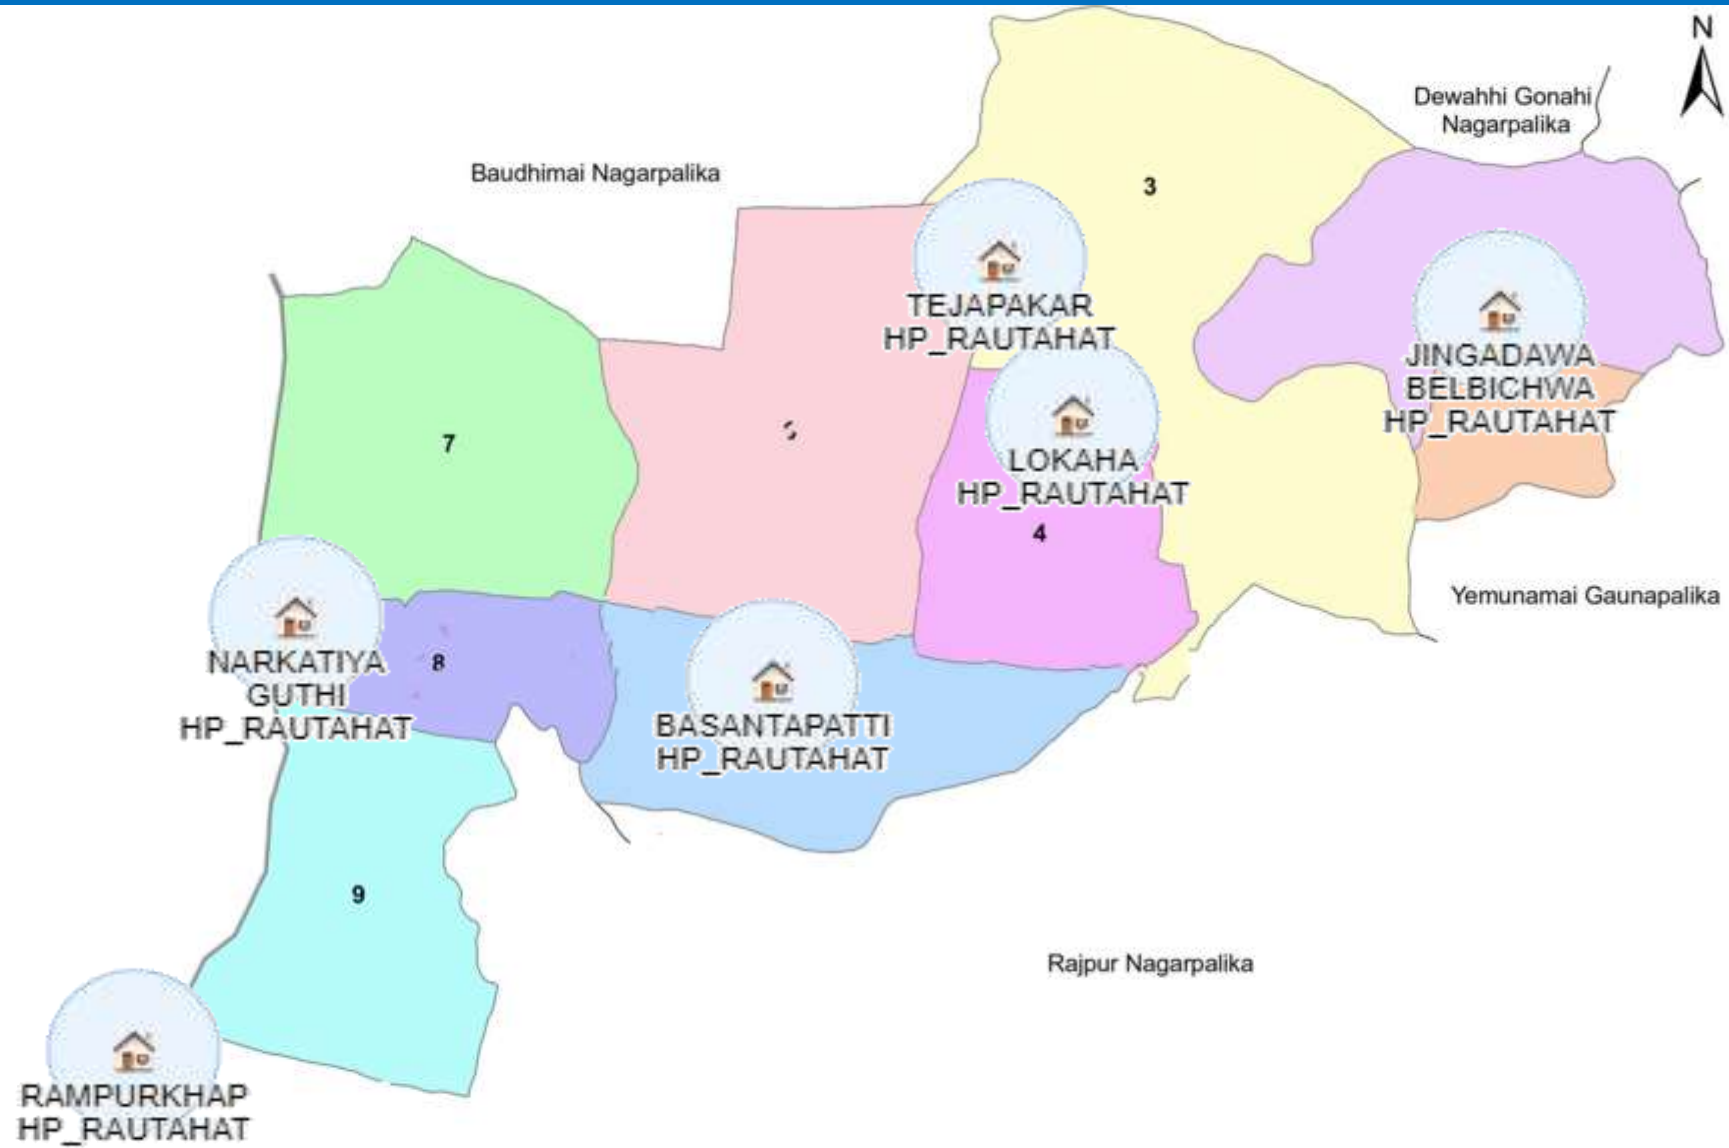 N
Dewahhi Gonahi
Nagarpalika
Baudhimai Nagarpalika
3
TEJAPAKAR
HP_RAUTAHAT
JINGADAWA
BELBICHWA
HP_RAUTAHAT
7
LOKAHA
HP_RAUTAHAT
4
Yemunamai Gaunapalika
NARKATIYA
GUTHI
HP_RAUTAHAT
8
BASANTAPATTI
HP_RAUTAHAT
9
Rajpur Nagarpalika
RAMPURKHAP
HP_RAUTAHAT